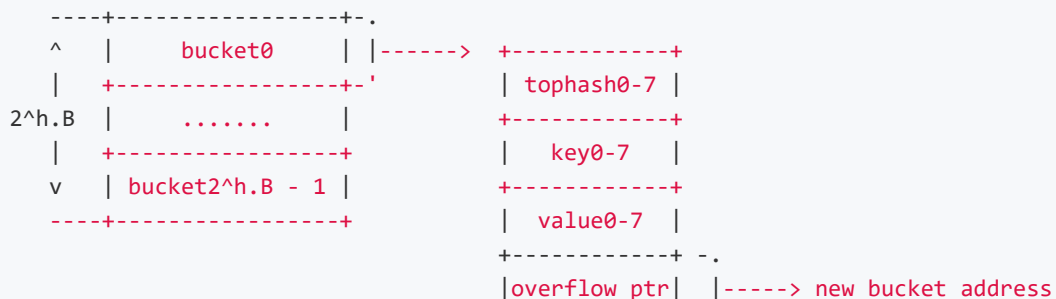 ----+-----------------+-.
   ^   |     bucket0     | |------>  +------------+
   |   +-----------------+-'         | tophash0-7 |
2^h.B  |     .......     |           +------------+
   |   +-----------------+           |   key0-7   |
   v   | bucket2^h.B - 1 |           +------------+
   ----+-----------------+           |  value0-7  |
                                     +------------+ -.
                                     |overflow ptr|  |-----> new bucket address